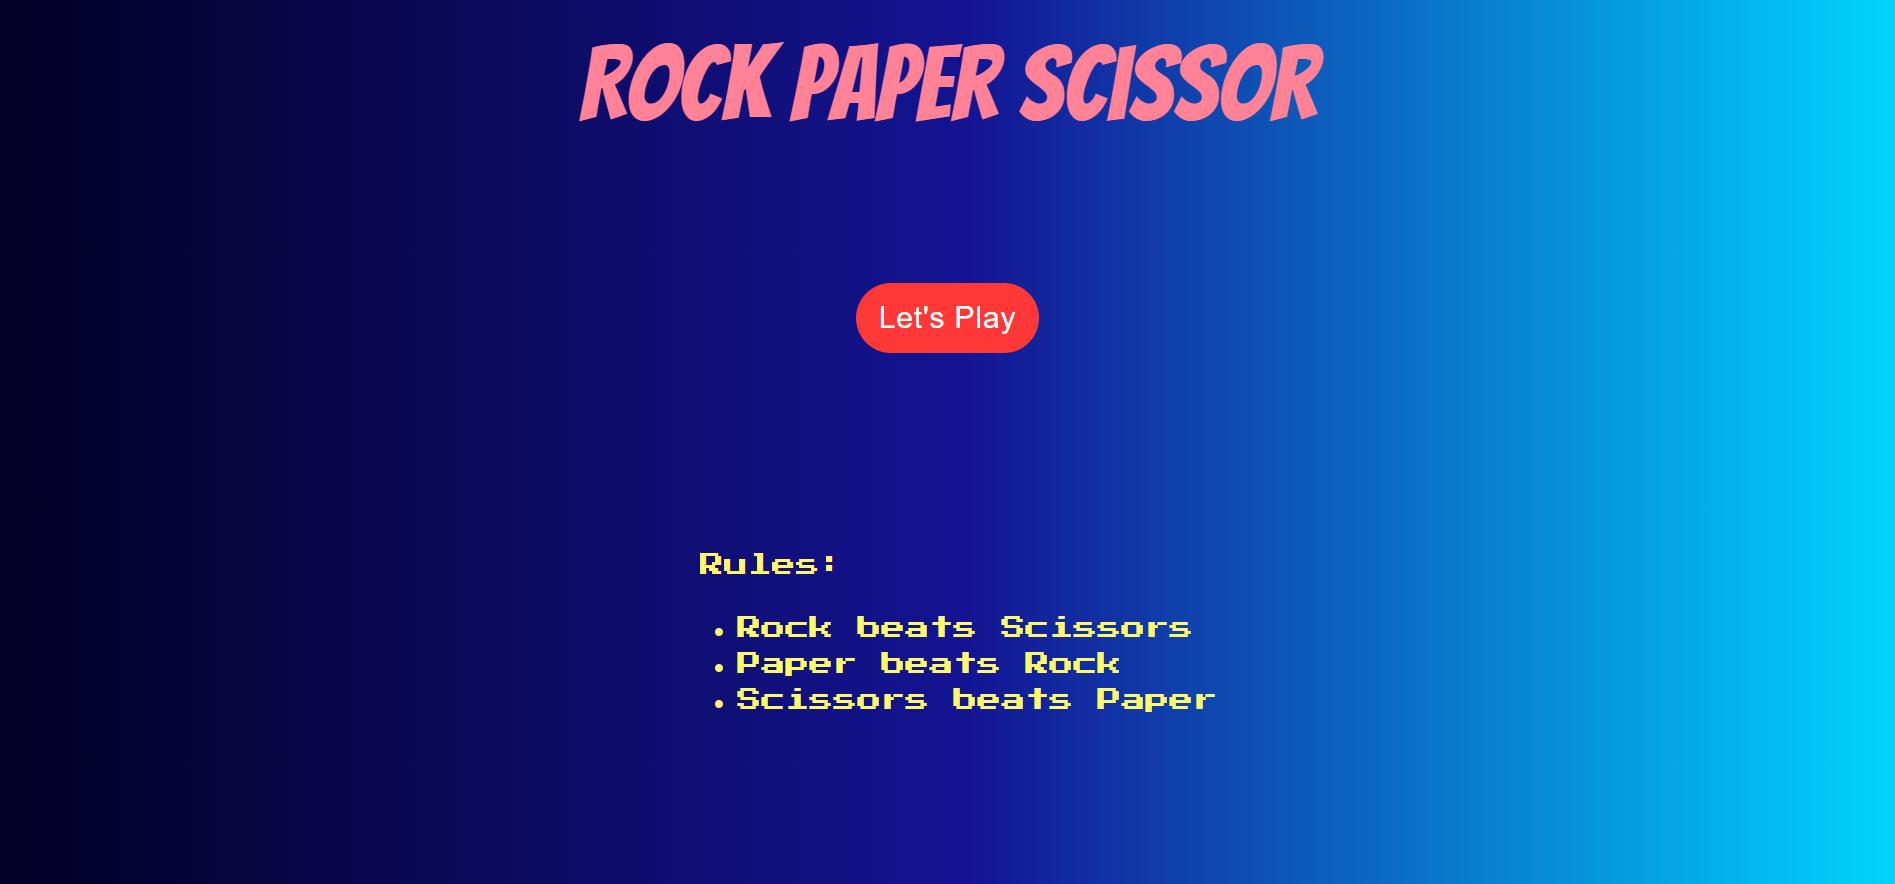 ROCK PAPER SCISSOR
Let's Play
Rules:
• Rock beats Scissors
• Paper beats Rock
• Scissors beats Paper